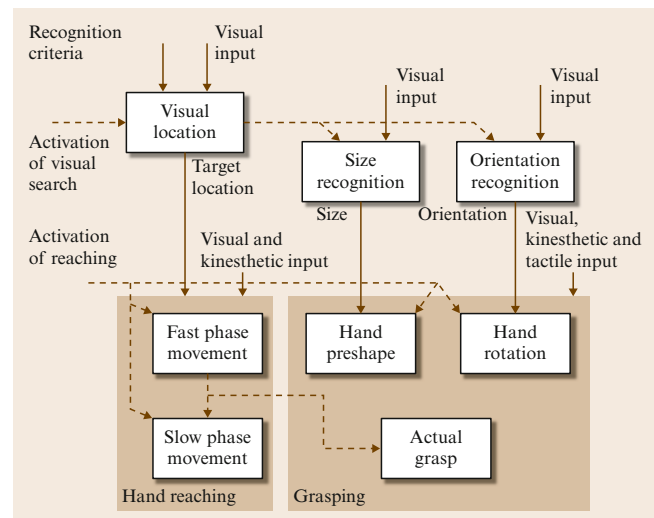 Recognition
criteria
Visual
input
Visual
input
Visual
input
Visual
location
Activation
of visual
search
Target
location
Size
recognition
Orientation
recognition
Size
Orientation
Visual,
kinesthetic and
tactile input
Activation
of reaching
Visual and
kinesthetic input
Fast phase
movement
Hand
preshape
Hand
rotation
Slow phase
movement
Actual
grasp
Hand reaching
Grasping